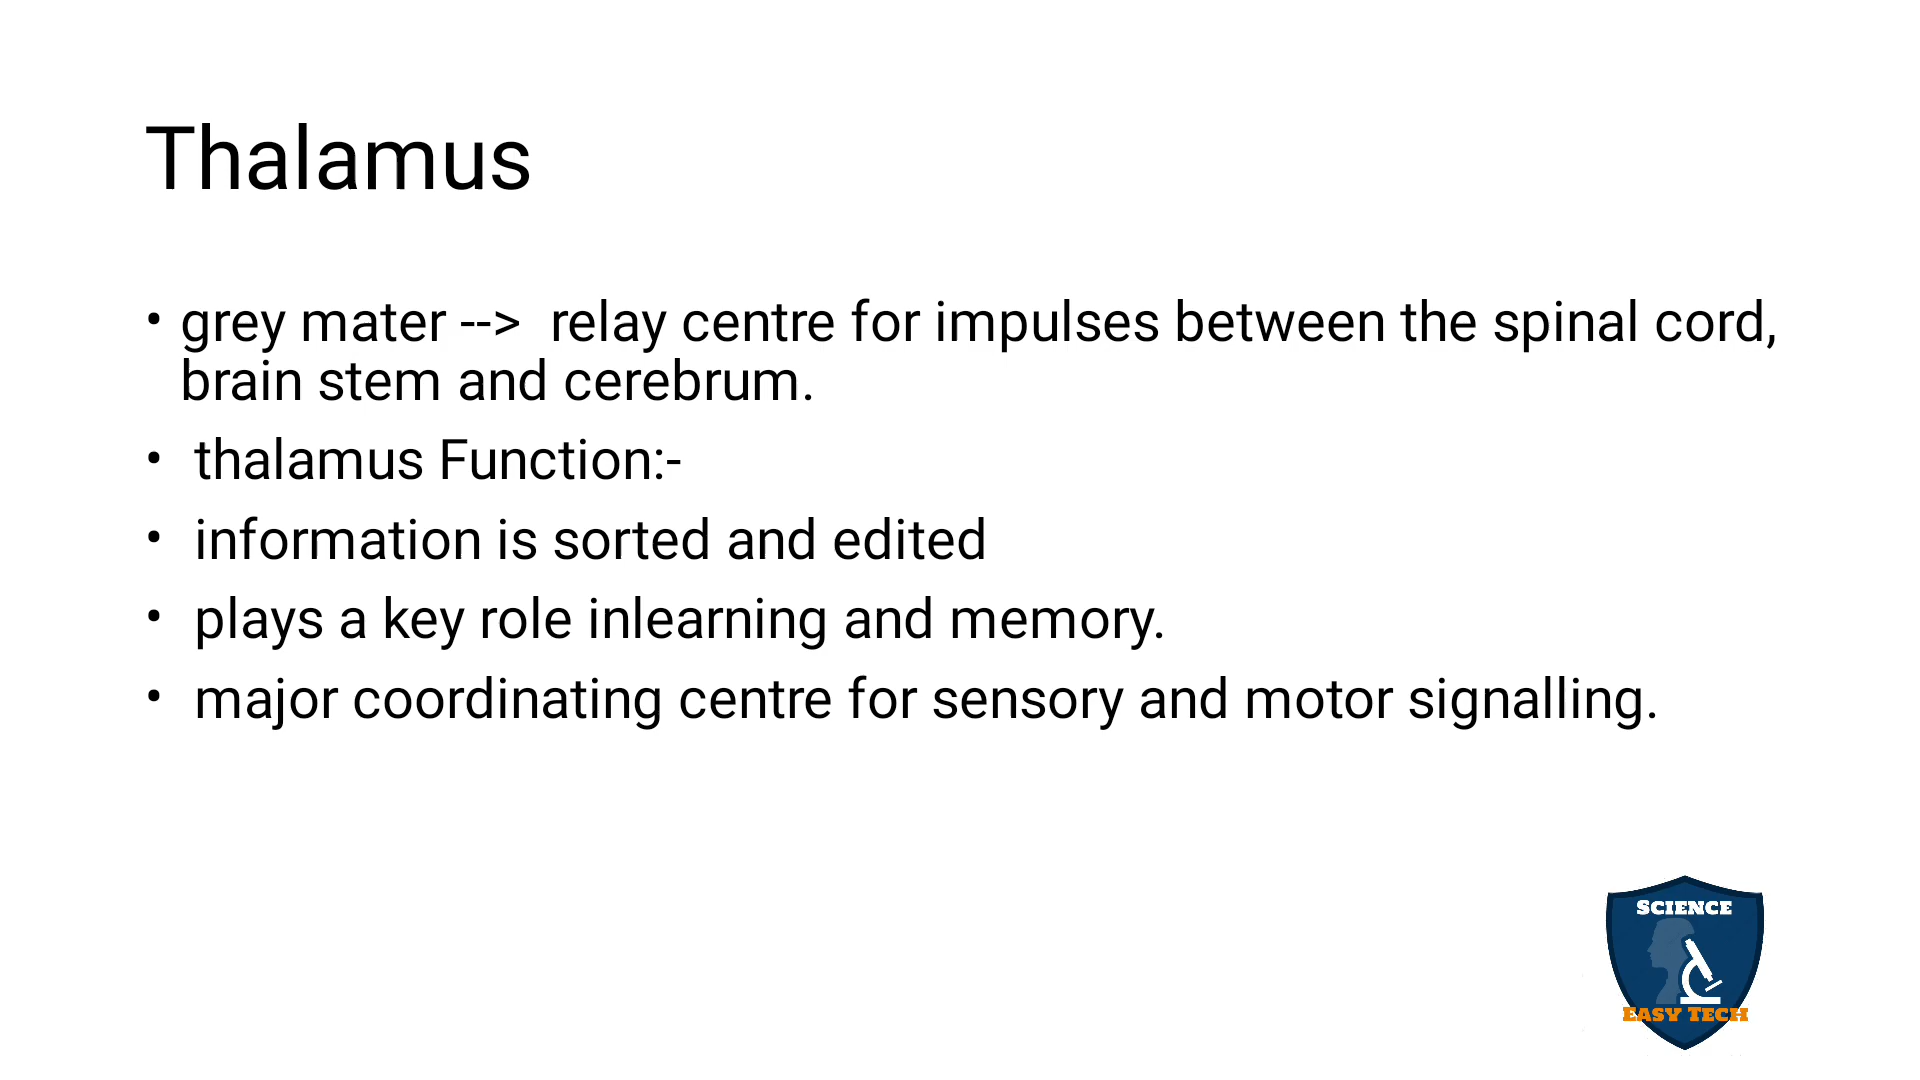 Thalamus
• grey mater -->  relay centre for impulses between the spinal cord,
brain stem and cerebrum.
• thalamus Function:-
• information is sorted and edited
• plays a key role inlearning and memory.
• major coordinating centre for sensory and motor signalling.
SCIENCE
EASY TECH